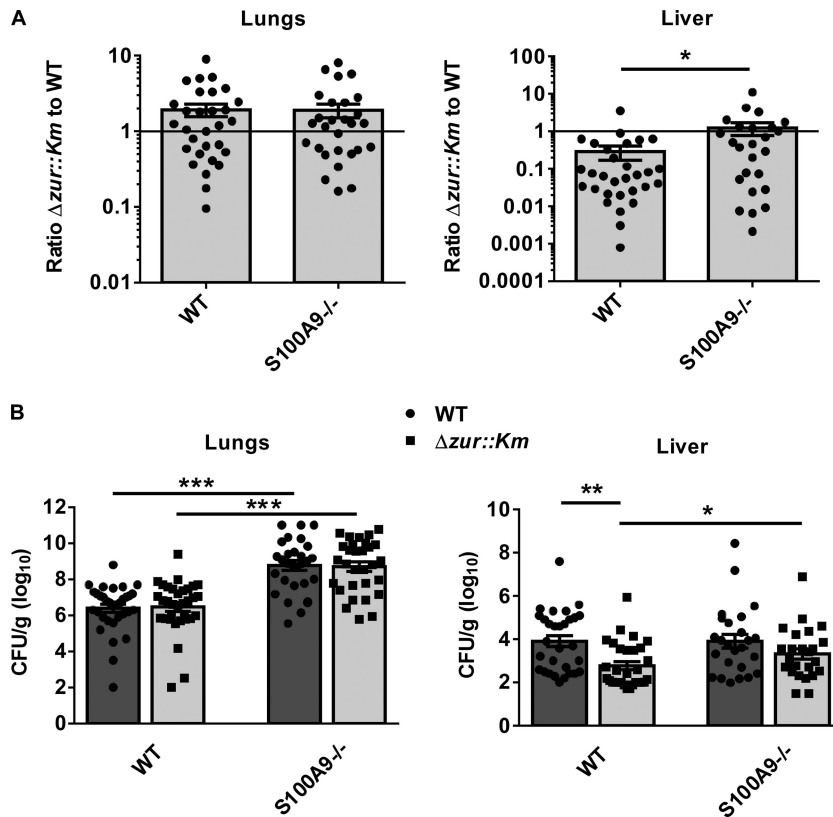 A
Lungs
Ratio Δzur::Km to WT
10
1
0.1
0.01
WT
S100A9-/-
Liver
Ratio Δzur::Km to WT
100
10
1
0.1
0.01
0.001
0.0001
*
WT
S100A9-/-
B
WT
Δzur::Km
Lungs
CFU/g (log10)
12
10
8
6
4
2
0
***
***
WT
S100A9-/-
Liver
CFU/g (log10)
10
8
6
4
2
0
**
*
WT
S100A9-/-